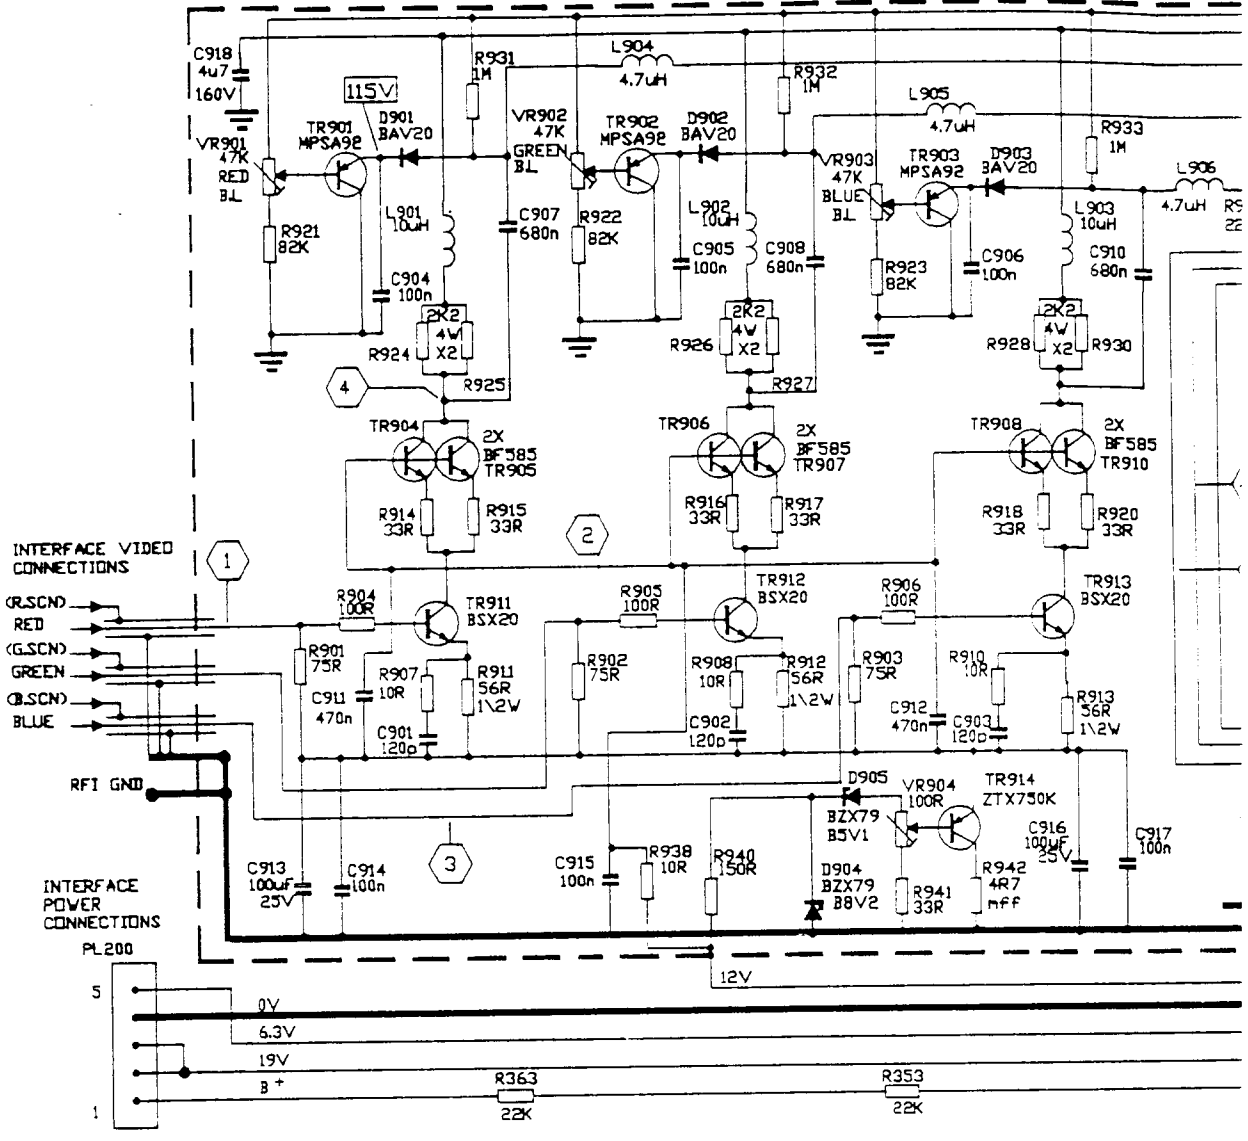 C918
4u7
160V
115V
R931
1M
L904
4.7uH
R932
1M
L905
4.7uH
R933
1M
L906
4.7uH
VR901
47K
RED
B.L
TR901
MPSA92
D901
BAV20
VR902
47K
GREEN
B.L
TR902
MPSA92
D902
BAV20
VR903
47K
BLUE
B.L
TR903
MPSA92
D903
BAV20
R921
82K
L901
10uH
C907
680n
R922
82K
L902
10uH
C905
100n
C908
680n
R923
82K
C906
100n
L903
10uH
C910
680n
C904
100n
2K2
4W
X2
R924
R925
2K2
4W
X2
R926
R927
2K2
4W
X2
R928
R930
4
TR904
2X
BF585
TR905
TR906
2X
BF585
TR907
TR908
2X
BF585
TR910
R914
33R
R915
33R
R916
33R
R917
33R
R918
33R
R920
33R
INTERFACE VIDEO
CONNECTIONS
1
2
(R.SCN)
RED
(G.SCN)
GREEN
(B.SCN)
BLUE
R904
100R
TR911
BSX20
R905
100R
TR912
BSX20
R906
100R
TR913
BSX20
R901
75R
C911
470n
R907
10R
R911
56R
1\2W
C901
120p
R902
75R
R908
10R
R912
56R
1\2W
C902
120p
R903
75R
C912
470n
R910
10R
R913
56R
1\2W
C903
120p
RFI GND
D905
BZX79
B5V1
VR904
100R
TR914
ZTX750K
C916
100uF
25V
C917
100n
3
C913
100uF
25V
C914
100n
C915
100n
R938
10R
R940
150R
D904
BZX79
B8V2
R941
33R
R942
4R7
mff
INTERFACE
POWER
CONNECTIONS
PL200
5
12V
0V
6.3V
19V
B+
1
R363
22K
R353
22K